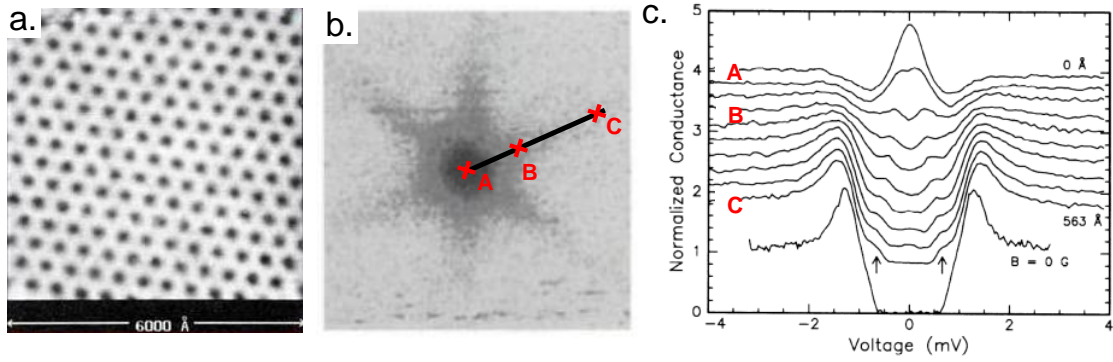 a.
6000 Å
b.
A
B
C
c.
Normalized Conductance
5
4
3
2
1
0
A
B
C
0 Å
563 Å
B = 0 G
−4
−2
0
2
4
Voltage (mV)